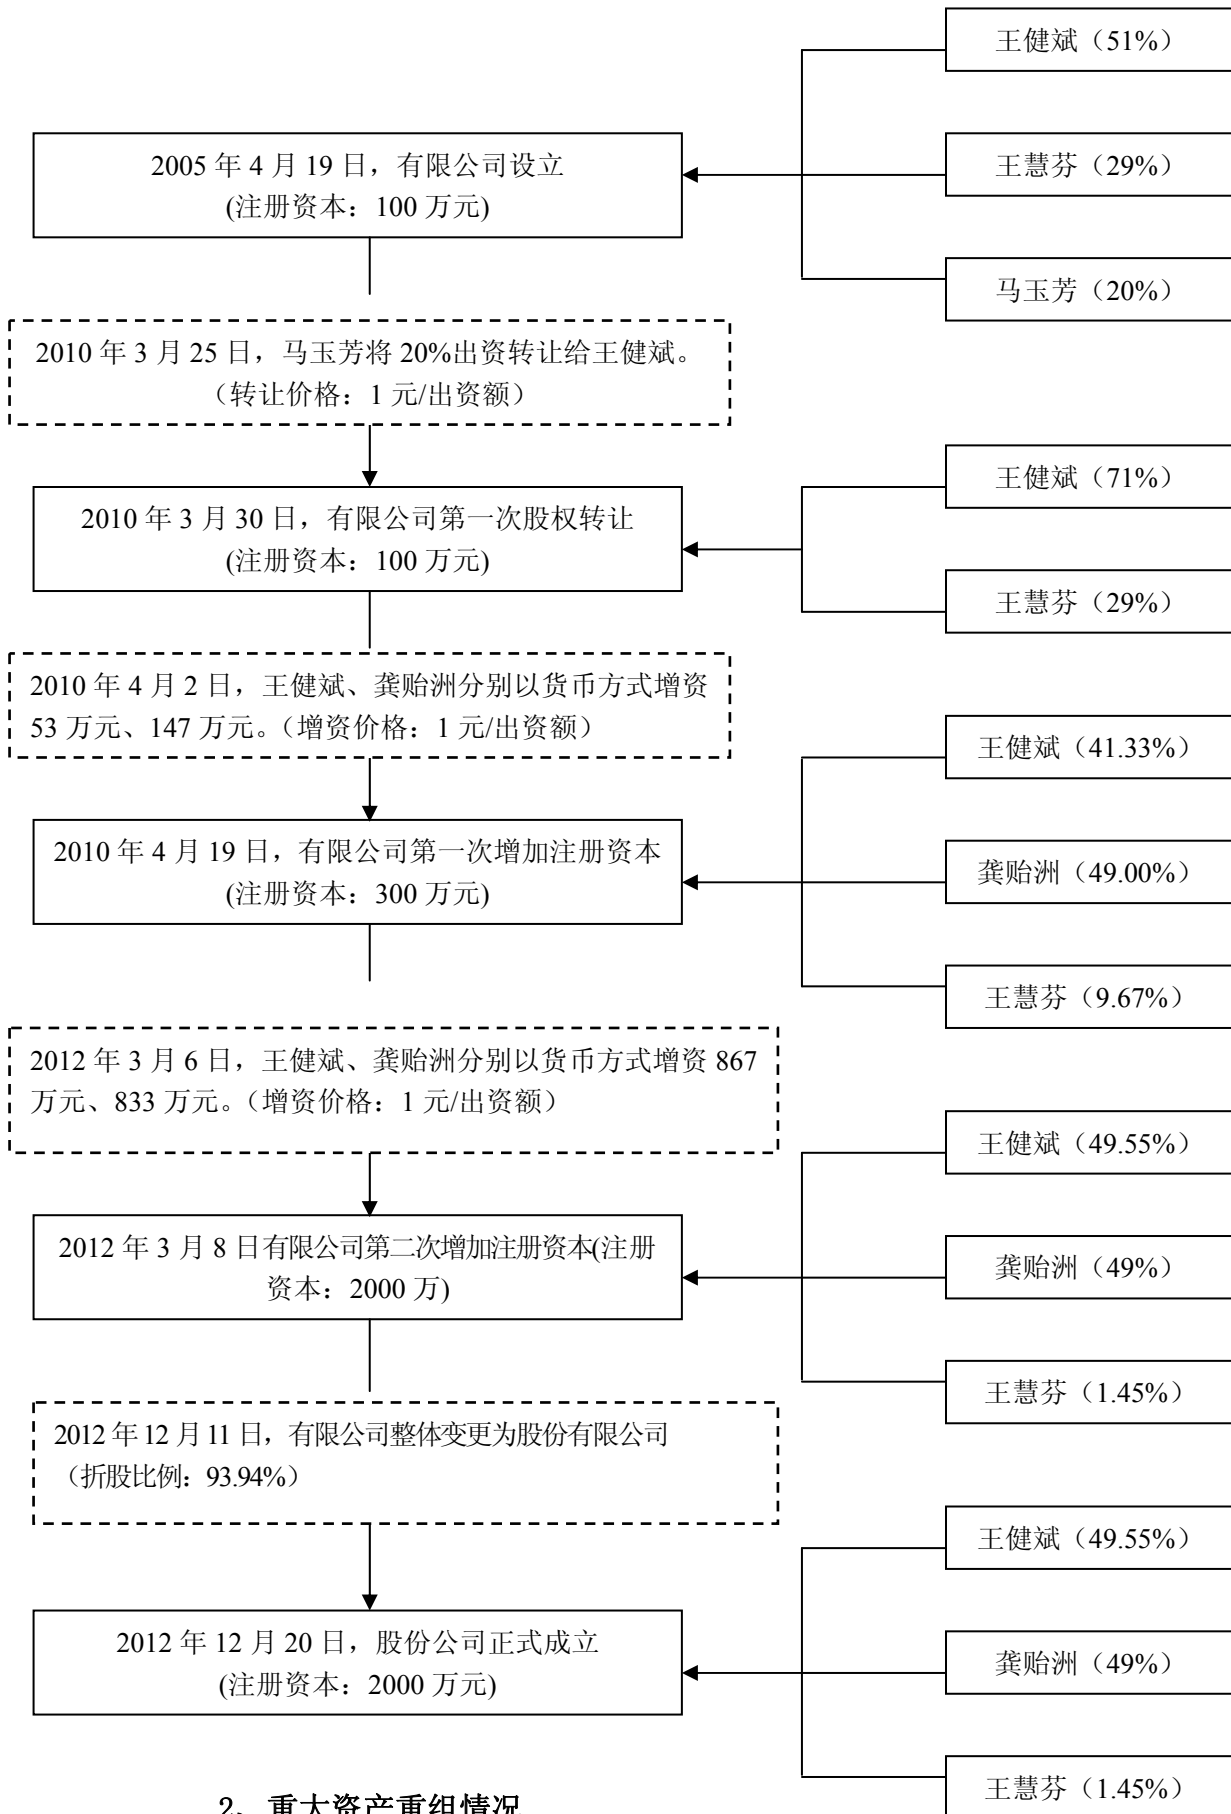 王健斌（51%）
2005 年 4 月 19 日，有限公司设立
(注册资本：100 万元)
王慧芬（29%）
马玉芳（20%）
2010 年 3 月 25 日，马玉芳将 20%出资转让给王健斌。
（转让价格：1 元/出资额）
王健斌（71%）
2010 年 3 月 30 日，有限公司第一次股权转让
(注册资本：100 万元)
王慧芬（29%）
2010 年 4 月 2 日，王健斌、龚贻洲分别以货币方式增资
53 万元、147 万元。（增资价格：1 元/出资额）
王健斌（41.33%）
2010 年 4 月 19 日，有限公司第一次增加注册资本
(注册资本：300 万元)
龚贻洲（49.00%）
王慧芬（9.67%）
2012 年 3 月 6 日，王健斌、龚贻洲分别以货币方式增资 867
万元、833 万元。（增资价格：1 元/出资额）
王健斌（49.55%）
2012 年 3 月 8 日有限公司第二次增加注册资本(注册
资本：2000 万)
龚贻洲（49%）
王慧芬（1.45%）
2012 年 12 月 11 日，有限公司整体变更为股份有限公司
（折股比例：93.94%）
王健斌（49.55%）
2012 年 12 月 20 日，股份公司正式成立
(注册资本：2000 万元)
龚贻洲（49%）
王慧芬（1.45%）
2、重大资产重组情况